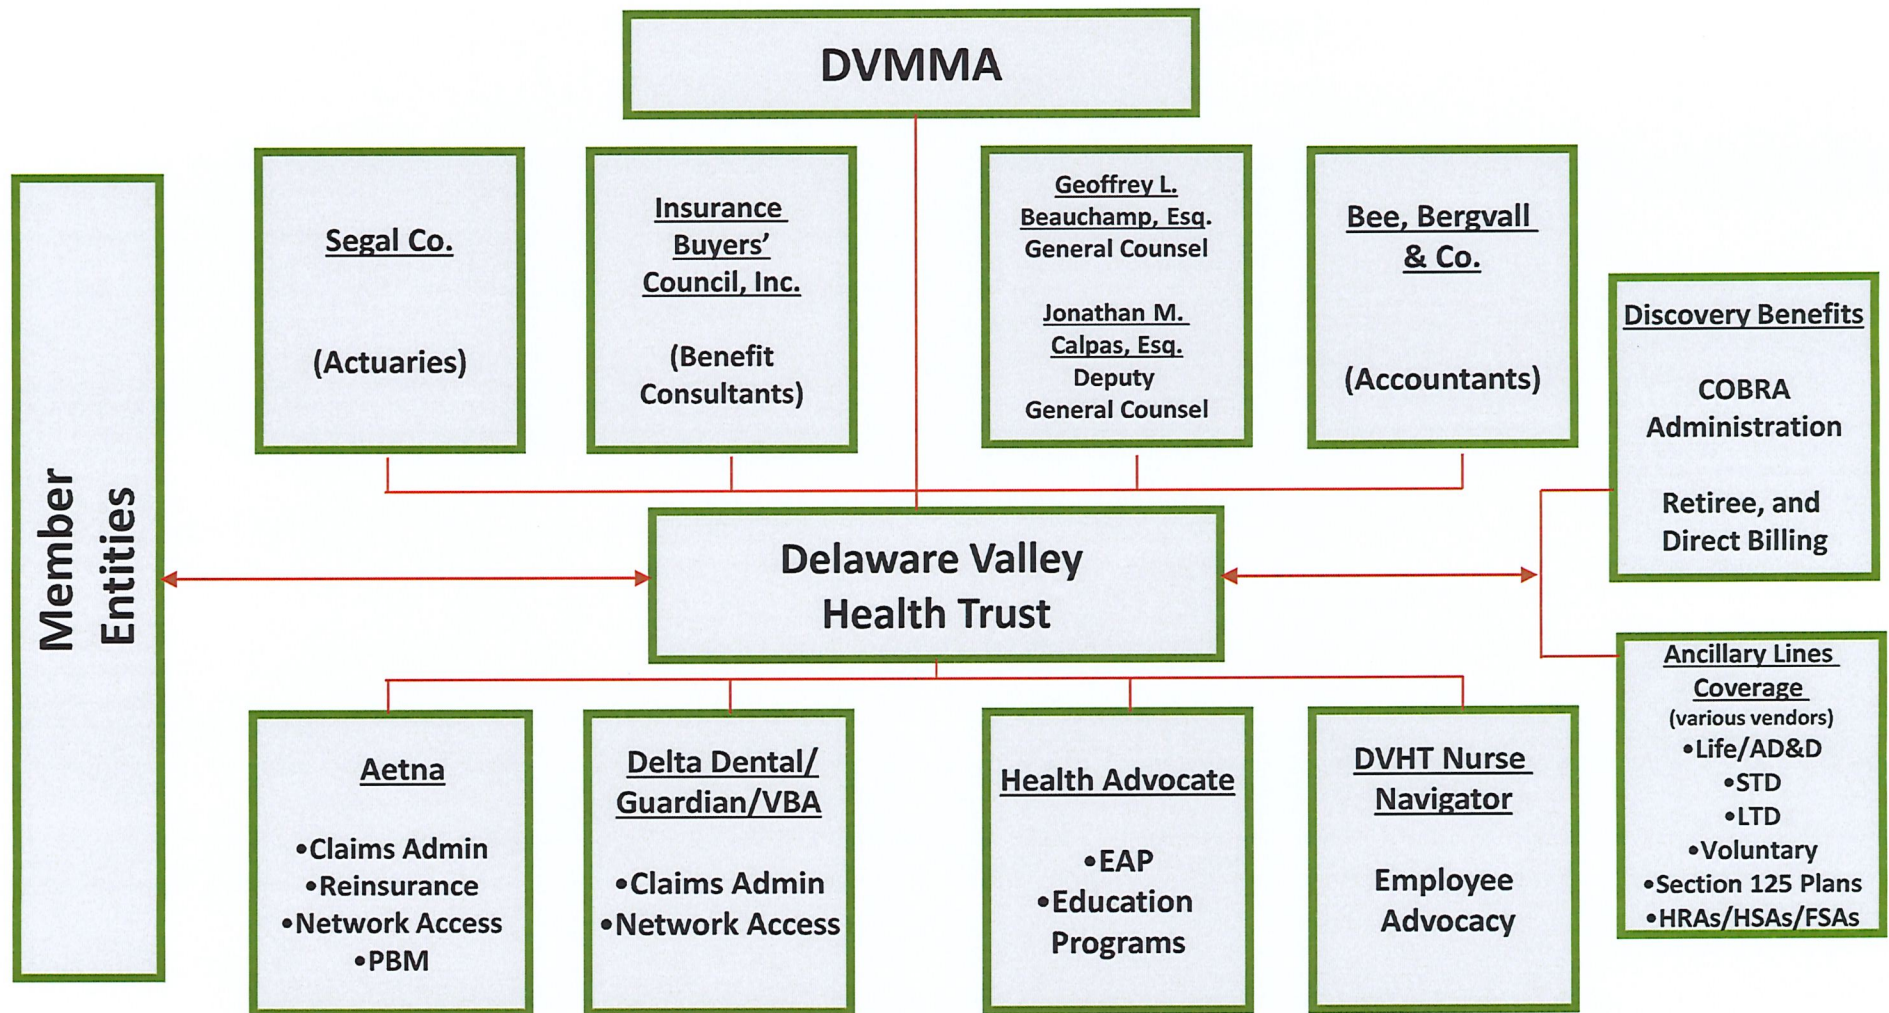 DVMMA
Member
Entities
Segal Co.
(Actuaries)
Insurance
Buyers’
Council, Inc.
(Benefit
Consultants)
Geoffrey L.
Beauchamp, Esq.
General Counsel
Jonathan M.
Calpas, Esq.
Deputy
General Counsel
Bee, Bergvall
& Co.
(Accountants)
Discovery Benefits
COBRA
Administration
Retiree, and
Direct Billing
Delaware Valley
Health Trust
Aetna
•Claims Admin
•Reinsurance
•Network Access
•PBM
Delta Dental/
Guardian/VBA
•Claims Admin
•Network Access
Health Advocate
•EAP
•Education
Programs
DVHT Nurse
Navigator
Employee
Advocacy
Ancillary Lines
Coverage
(various vendors)
•Life/AD&D
•STD
•LTD
•Voluntary
•Section 125 Plans
•HRAs/HSAs/FSAs